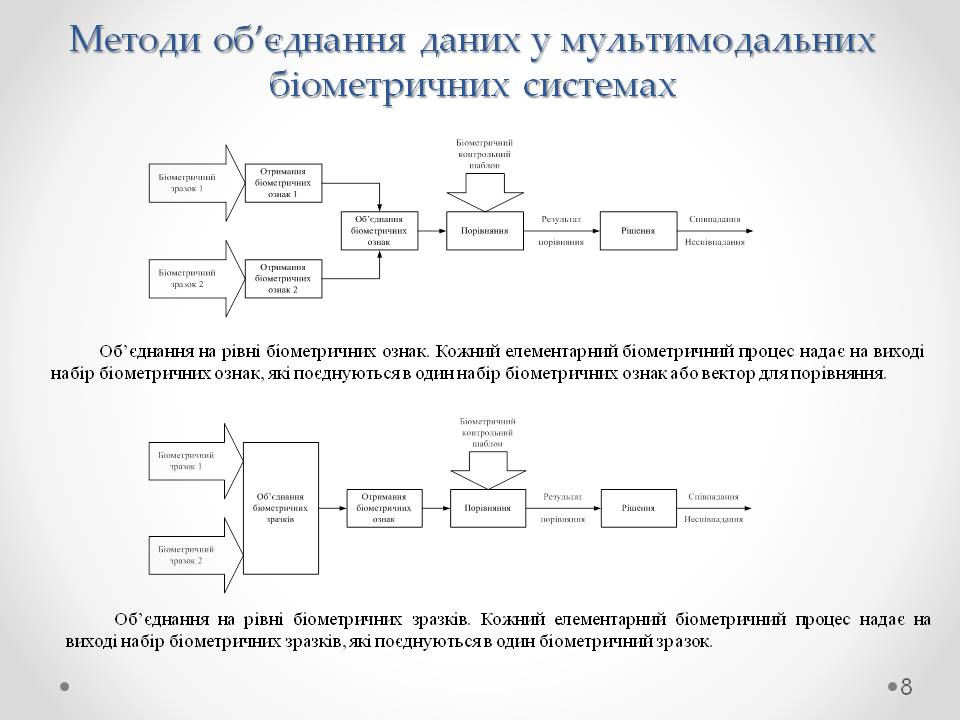 Методи об’єднання даних у мультимодальних
біометричних системах
Біометричний
зразок 1
Отримання
біометричних
ознак 1
Біометричний
контрольний
шаблон
Об’єднання
біометричних
ознак
Порівняння
Результат
порівняння
Рішення
Співпадання
Неспівпадання
Біометричний
зразок 2
Отримання
біометричних
ознак 2
Об’єднання на рівні біометричних ознак. Кожний елементарний біометричний процес надає на виході
набір біометричних ознак, які поєднуються в один набір біометричних ознак або вектор для порівняння.
Біометричний
зразок 1
Біометричний
контрольний
шаблон
Об’єднання
біометричних
зразків
Отримання
біометричних
ознак
Порівняння
Результат
порівняння
Рішення
Співпадання
Неспівпадання
Біометричний
зразок 2
Об’єднання на рівні біометричних зразків. Кожний елементарний біометричний процес надає на
виході набір біометричних зразків, які поєднуються в один біометричний зразок.
8